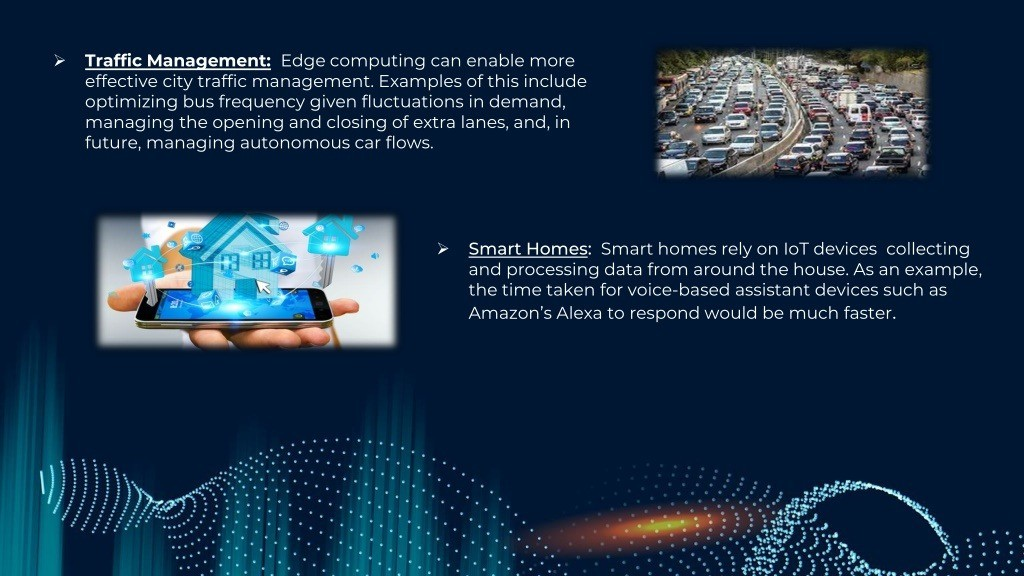 ➢ Traffic Management: Edge computing can enable more
effective city traffic management. Examples of this include
optimizing bus frequency given fluctuations in demand,
managing the opening and closing of extra lanes, and, in
future, managing autonomous car flows.
➢ Smart Homes: Smart homes rely on IoT devices collecting
and processing data from around the house. As an example,
the time taken for voice-based assistant devices such as
Amazon’s Alexa to respond would be much faster.